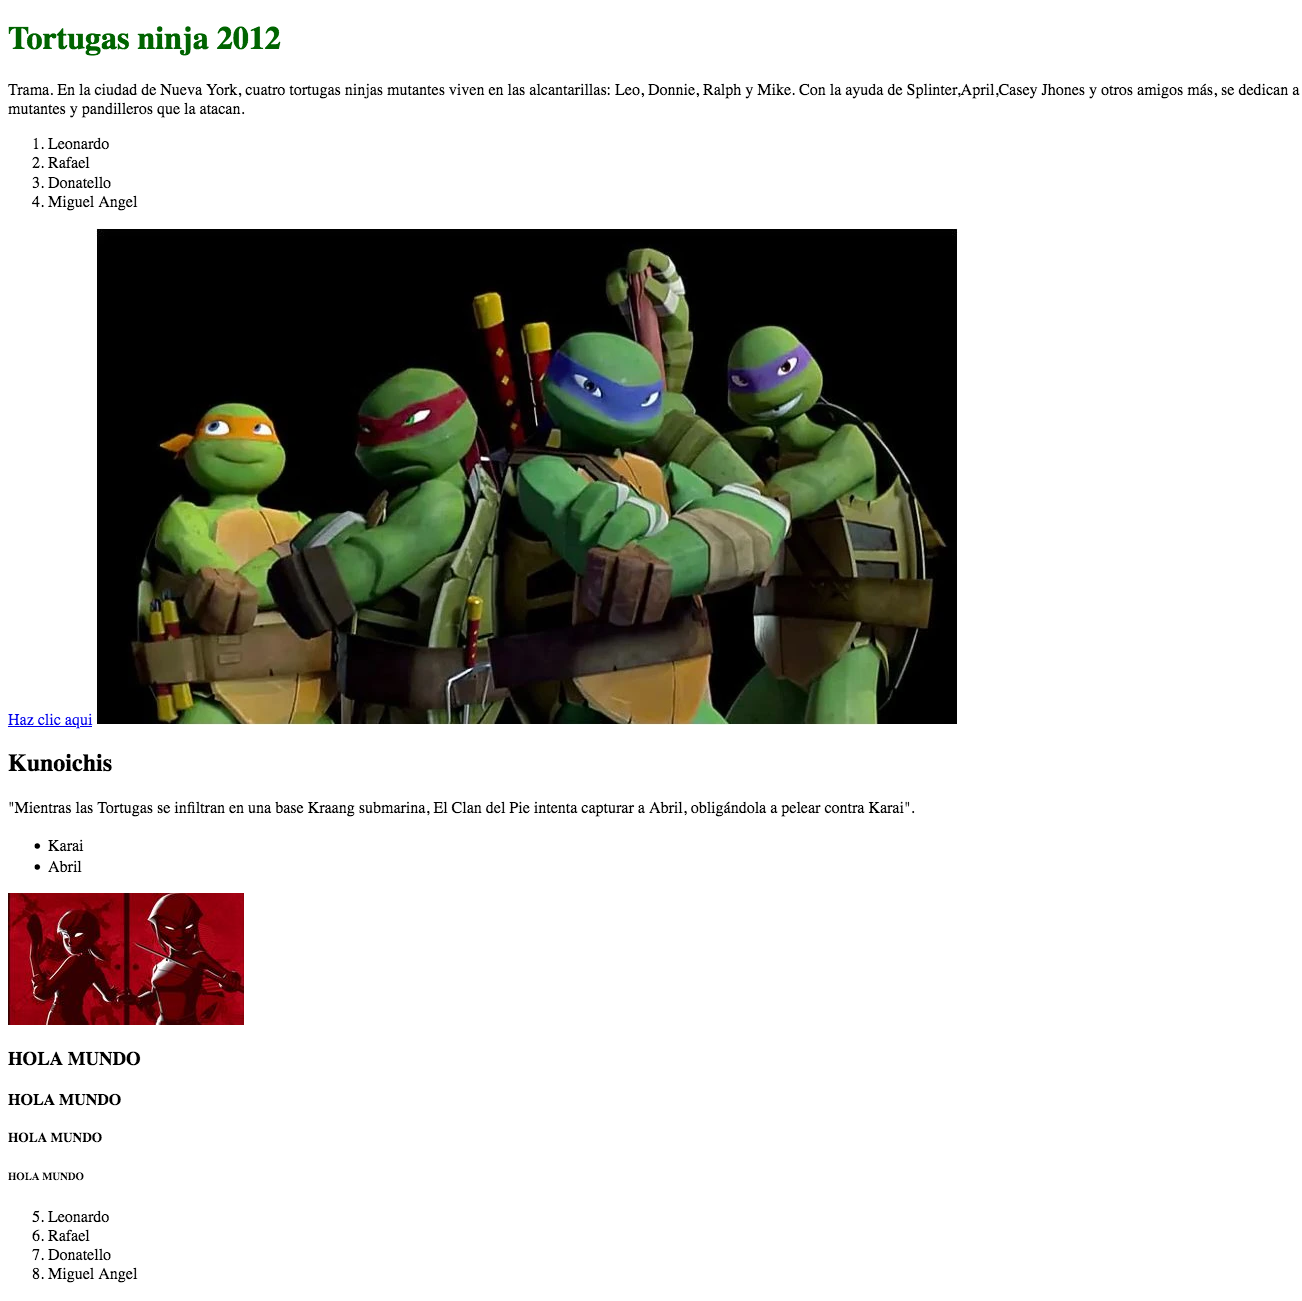 Tortugas ninja 2012
Trama. En la ciudad de Nueva York, cuatro tortugas ninjas mutantes viven en las alcantarillas: Leo, Donnie, Ralph y Mike. Con la ayuda de Splinter,April,Casey Jhones y otros amigos más, se dedican a
mutantes y pandilleros que la atacan.
1. Leonardo
2. Rafael
3. Donatello
4. Miguel Angel
Haz clic aqui
Kunoichis
"Mientras las Tortugas se infiltran en una base Kraang submarina, El Clan del Pie intenta capturar a Abril, obligándola a pelear contra Karai".
• Karai
• Abril
HOLA MUNDO
HOLA MUNDO
HOLA MUNDO
HOLA MUNDO
5. Leonardo
6. Rafael
7. Donatello
8. Miguel Angel